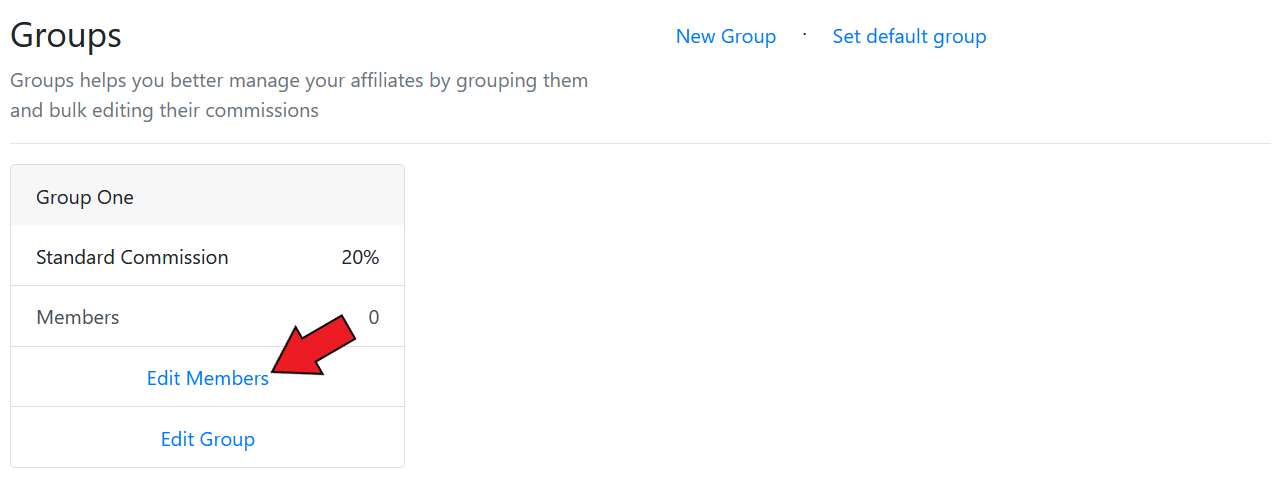 Groups
New Group · Set default group
Groups helps you better manage your affiliates by grouping them
and bulk editing their commissions
Group One
Standard Commission 20%
Members 0
Edit Members
Edit Group